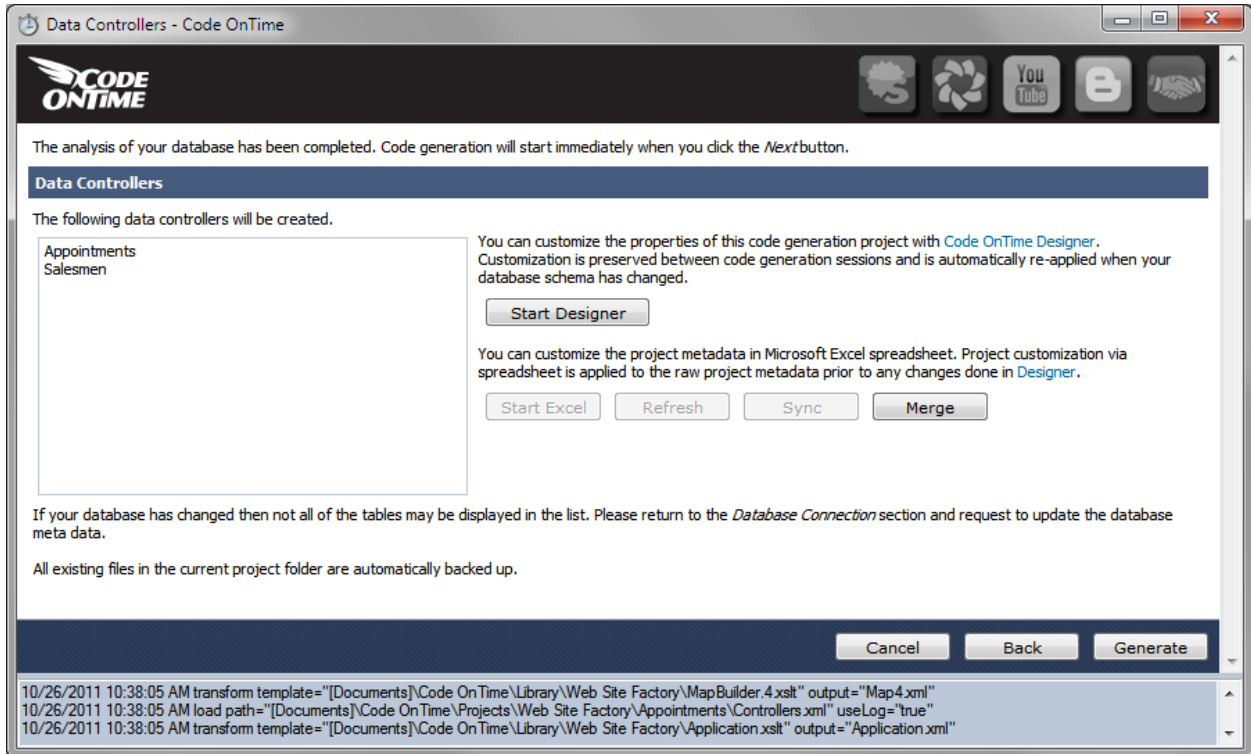 Data Controllers - Code OnTime
CODE
ONTIME
You
Tube
The analysis of your database has been completed. Code generation will start immediately when you click the Next button.
Data Controllers
The following data controllers will be created.
Appointments
Salesmen
You can customize the properties of this code generation project with Code OnTime Designer.
Customization is preserved between code generation sessions and is automatically re-applied when your
database schema has changed.
Start Designer
You can customize the project metadata in Microsoft Excel spreadsheet. Project customization via
spreadsheet is applied to the raw project metadata prior to any changes done in Designer.
Start Excel Refresh Sync Merge
If your database has changed then not all of the tables may be displayed in the list. Please return to the Database Connection section and request to update the database
meta data.
All existing files in the current project folder are automatically backed up.
Cancel Back Generate
10/26/2011 10:38:05 AM transform template="[Documents]\Code OnTime\Library\Web Site Factory\MapBuilder.4.xslt" output="Map4.xml"
10/26/2011 10:38:05 AM load path="[Documents]\Code OnTime\Projects\Web Site Factory\Appointments\Controllers.xml" useLog="true"
10/26/2011 10:38:05 AM transform template="[Documents]\Code OnTime\Library\Web Site Factory\Application.xslt" output="Application.xml"